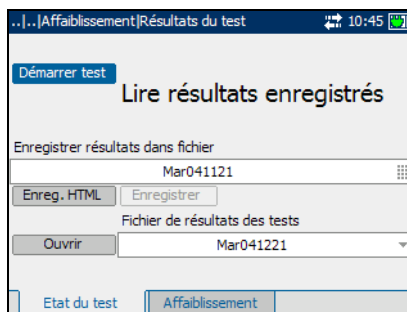 ..|..|Affaiblissement|Résultats du test 10:45
Démarrer test
Lire résultats enregistrés
Enregistrer résultats dans fichier
Mar041121
Enreg. HTML Enregistrer
Fichier de résultats des tests
Ouvrir Mar041221
Etat du test Affaiblissement